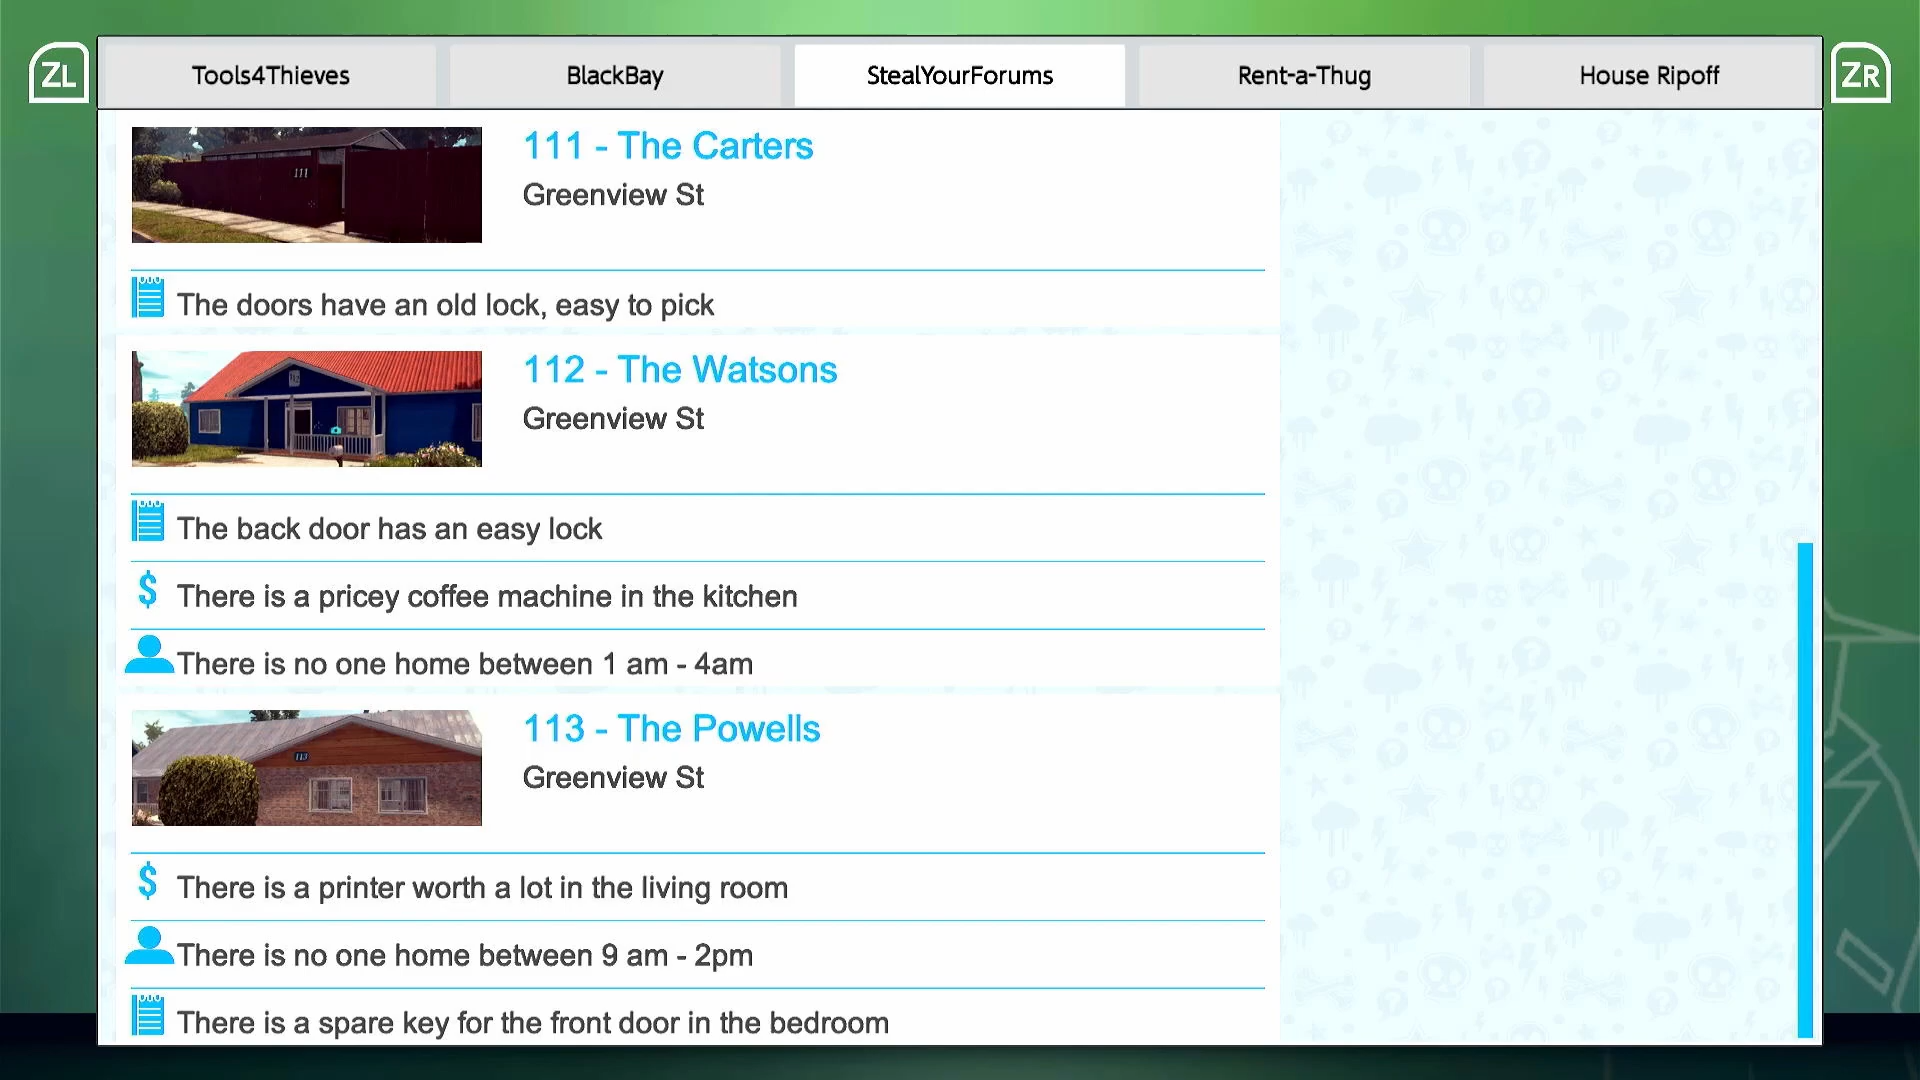 ZL
Tools4Thieves
BlackBay
StealYourForums
Rent-a-Thug
House Ripoff
ZR
111
111 - The Carters
Greenview St
The doors have an old lock, easy to pick
112 - The Watsons
Greenview St
$
The back door has an easy lock
$ There is a pricey coffee machine in the kitchen
There is no one home between 1 am - 4am
113
113 - The Powells
Greenview St
$ There is a printer worth a lot in the living room
There is no one home between 9 am - 2pm
There is a spare key for the front door in the bedroom